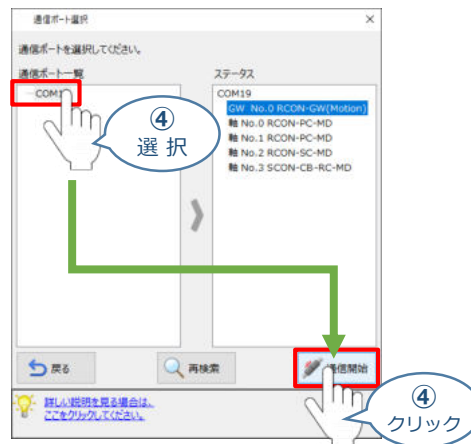 通信ポート選択
通信ポートを選択してください。
通信ポート一覧
ステータス
COM19
GW No.0 RCON-GW(Motion)
軸 No.0 RCON-PC-MD
軸 No.1 RCON-PC-MD
軸 No.2 RCON-SC-MD
軸 No.3 SCON-CB-RC-MD
④
選択
戻る
再検索
信開始
詳しい説明を見る場合は、
ここをクリックしてください。
④
クリック